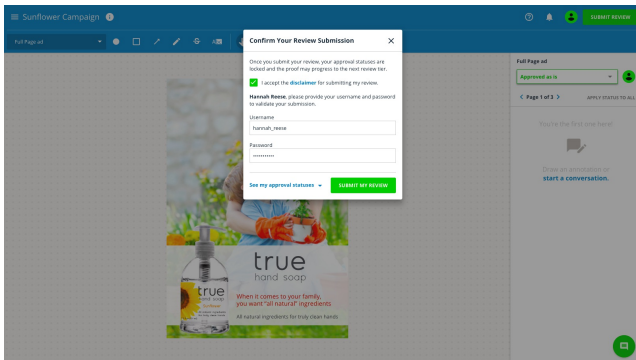 Sunflower Campaign
SUBMIT REVIEW
Full Page ad
Confirm Your Review Submission
Once you submit your review, your approval statuses are
locked and the proof may progress to the next review tier.
I accept the disclaimer for submitting my review.
Hannah Reese, please provide your username and password
to validate your submission.
Username
hannah_reese
Password
See my approval statuses
SUBMIT MY REVIEW
Full Page ad
Approved as is
Page 1 of 3
APPLY STATUS TO ALL
You're the first one here!
Draw an annotation or
start a conversation.
true
hand soap
When it comes to your family,
you want "all natural" ingredients
All natural ingredients for truly clean hands
true
hand soap
Sunflower